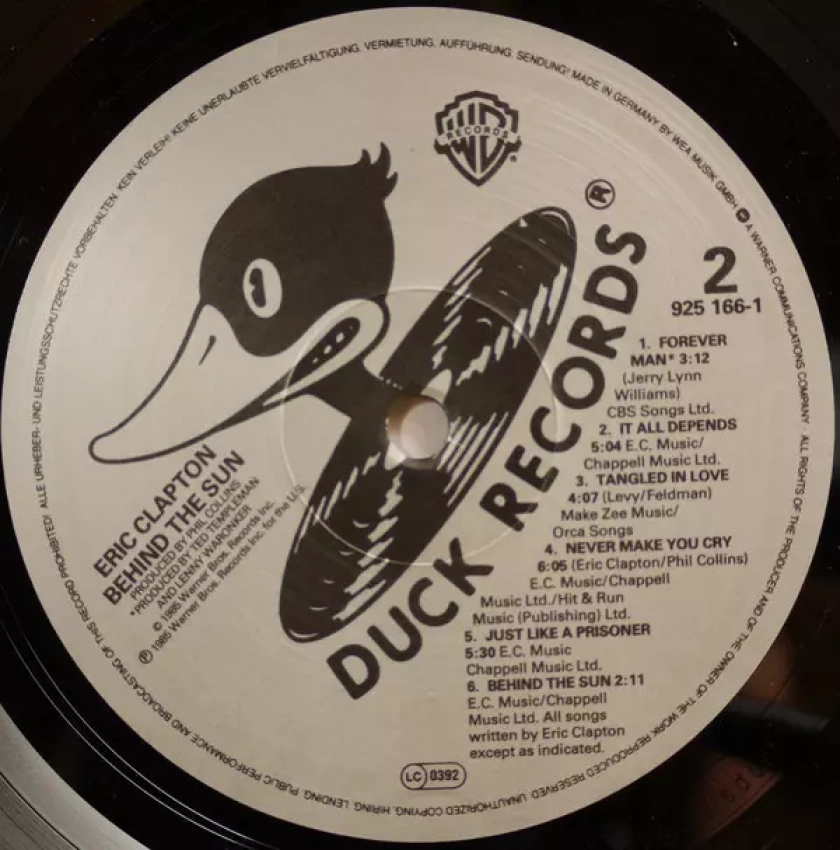 ALLE URHEBER- UND LEISTUNGSSCHUTZRECHTE VORBEHALTEN. KEIN VERLEIH! KEINE UNERLAUBTE VERVIELFÄLTIGUNG, VERMIETUNG, AUFFÜHRUNG, SENDUNG! MADE IN GERMANY BY WEA MUSIK GMBH
A WARNER COMMUNICATIONS COMPANY · ALL RIGHTS OF THE PRODUCER AND OF THE OWNER OF THE WORK REPRODUCED RESERVED. UNAUTHORIZED COPYING, HIRING, LENDING, PUBLIC PERFORMANCE AND BROADCASTING OF THIS RECORD PROHIBITED!
WB
RECORDS
®
DUCK RECORDS ®
2
925 166-1
1. FOREVER
MAN* 3:12
(Jerry Lynn
Williams)
CBS Songs Ltd.
2. IT ALL DEPENDS
5:04 E.C. Music/
Chappell Music Ltd.
3. TANGLED IN LOVE
4:07 (Levy/Feldman)
Make Zee Music/
Orca Songs
4. NEVER MAKE YOU CRY
6:05 (Eric Clapton/Phil Collins)
E.C. Music/Chappell
Music Ltd./Hit & Run
Music (Publishing) Ltd.
5. JUST LIKE A PRISONER
5:30 E.C. Music
Chappell Music Ltd.
6. BEHIND THE SUN 2:11
E.C. Music/Chappell
Music Ltd. All songs
written by Eric Clapton
except as indicated.
ERIC CLAPTON
BEHIND THE SUN
PRODUCED BY PHIL COLLINS
*PRODUCED BY TED TEMPLEMAN
AND LENNY WARONKER
© 1985 Warner Bros. Records Inc.
℗ 1985 Warner Bros. Records Inc. for the U.S.
LC 0392